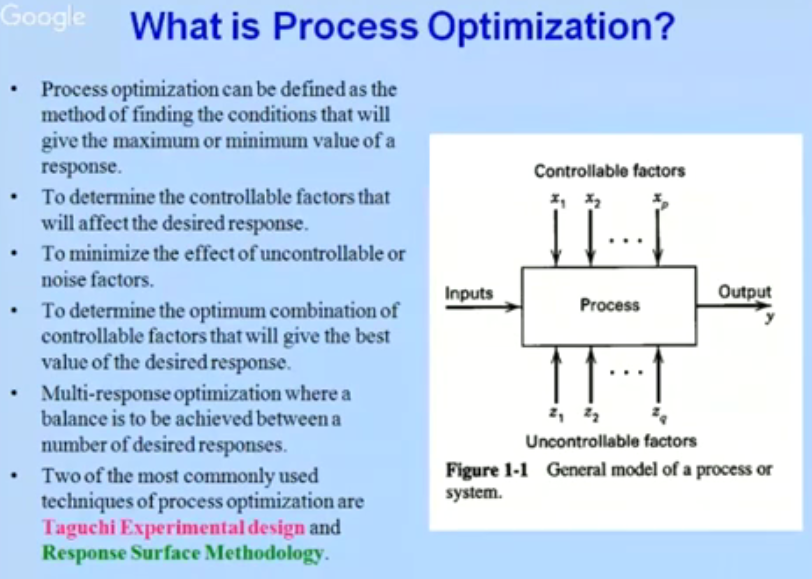 Google
What is Process Optimization?
• Process optimization can be defined as the
method of finding the conditions that will
give the maximum or minimum value of a
response.
• To determine the controllable factors that
will affect the desired response.
• To minimize the effect of uncontrollable or
noise factors.
• To determine the optimum combination of
controllable factors that will give the best
value of the desired response.
• Multi-response optimization where a
balance is to be achieved between a
number of desired responses.
• Two of the most commonly used
techniques of process optimization are
Taguchi Experimental design and
Response Surface Methodology.
Controllable factors
x₁ x₂ xₚ
. . .
Inputs Process Output
y
. . .
z₁ z₂ z_q
Uncontrollable factors
Figure 1-1 General model of a process or
system.